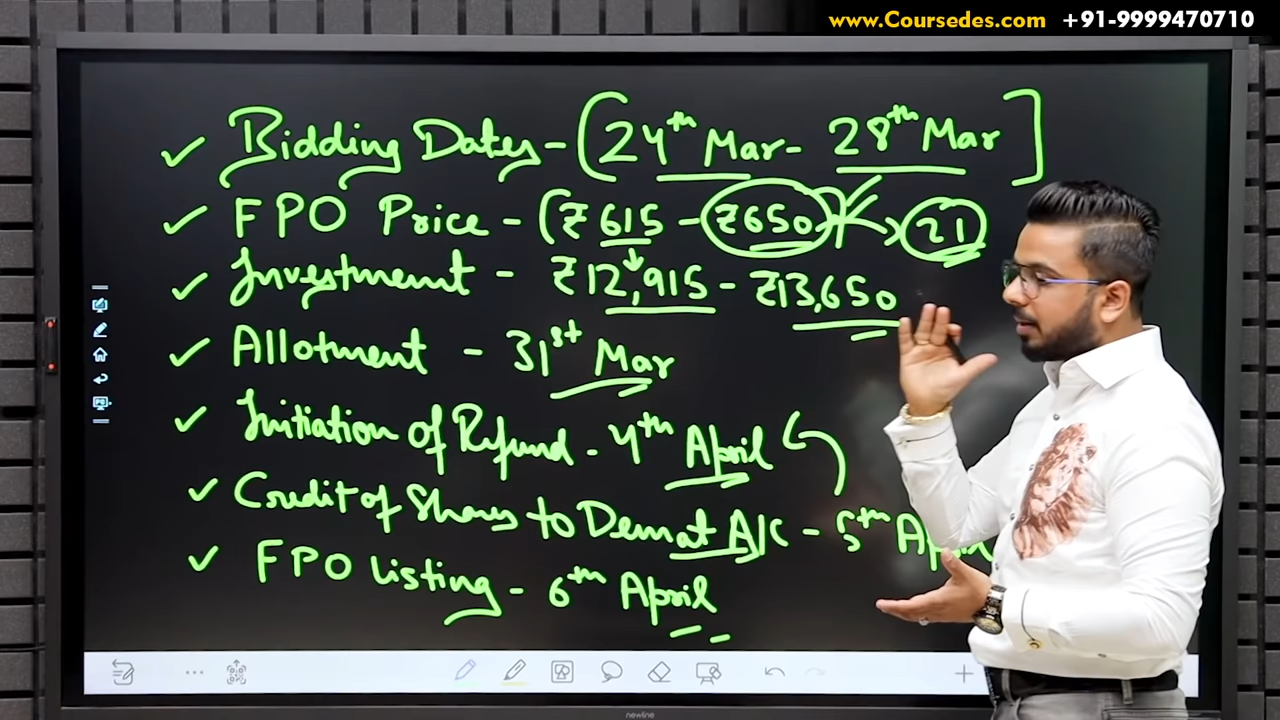 www.Coursedes.com +91-9999470710
✓ Bidding Dates - (24th Mar - 28th Mar]
✓ FPO Price - (₹615 - ₹650) 21
✓ Investment - ₹12,915 - ₹13,650
✓ Allotment - 31st Mar
✓ Initiation of Refund - 4th April
✓ Credit of Shares to Demat A/C - 5th April
✓ FPO Listing - 6th April
newline